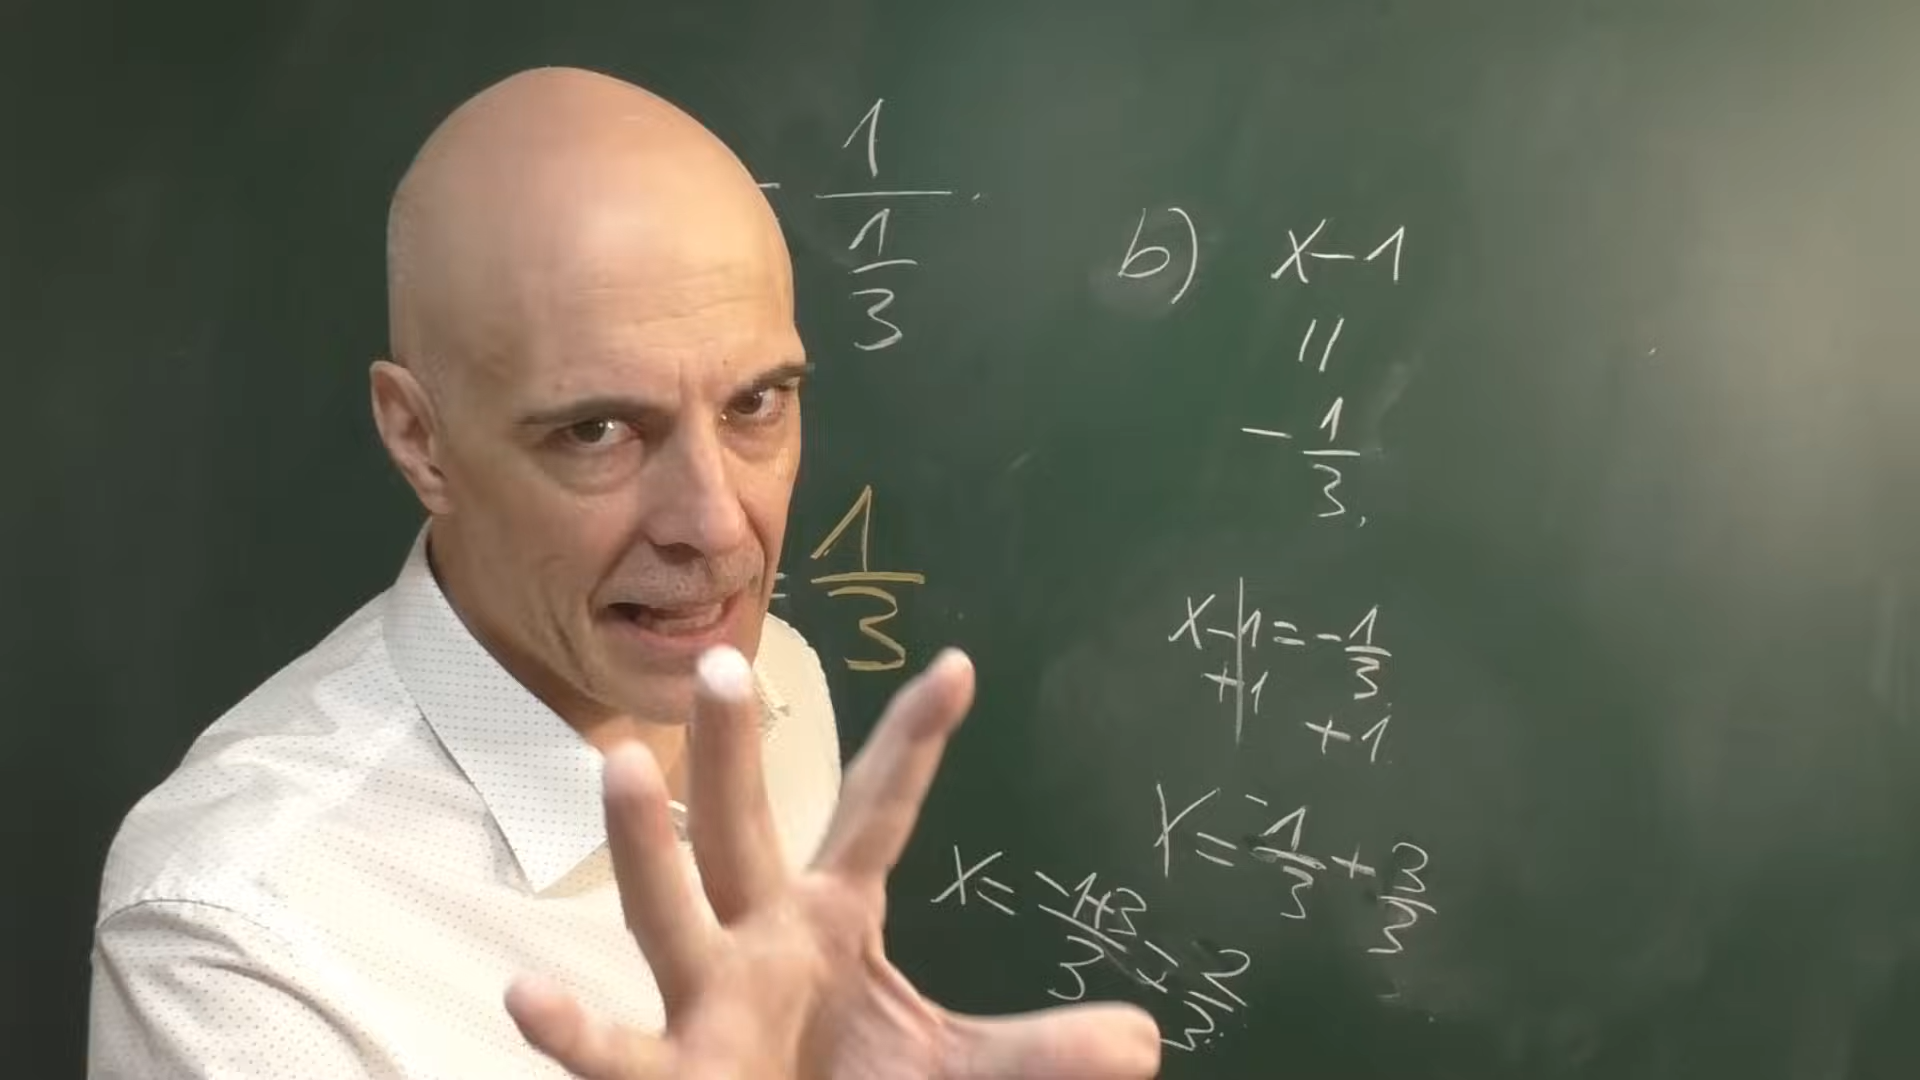 - 1/(1/3).
= 1/3
b) x-1
||
- 1/3,
x-1 = - 1/3
+1 +1
x = -1/3 + 3/3
x = (-1+3)/3 = 2/3